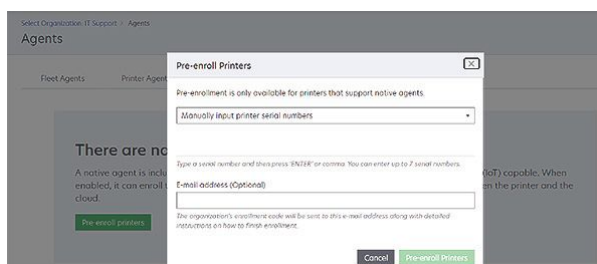 Select Organization: IT Support > Agents
Agents
Fleet Agents
Printer Agent
Pre-enroll Printers
X
Pre-enrollment is only available for printers that support native agents.
Manually input printer serial numbers
Type a serial number and then press 'ENTER' or comma. You can enter up to 7 serial numbers.
E-mail address (Optional)
The organization's enrollment code will be sent to this e-mail address along with detailed
instructions on how to finish enrollment.
Cancel
Pre-enroll Printers
There are no
A native agent is inclu
IoT) capable. When
enabled, it can enroll t
en the printer and the
cloud.
Pre-enroll printers